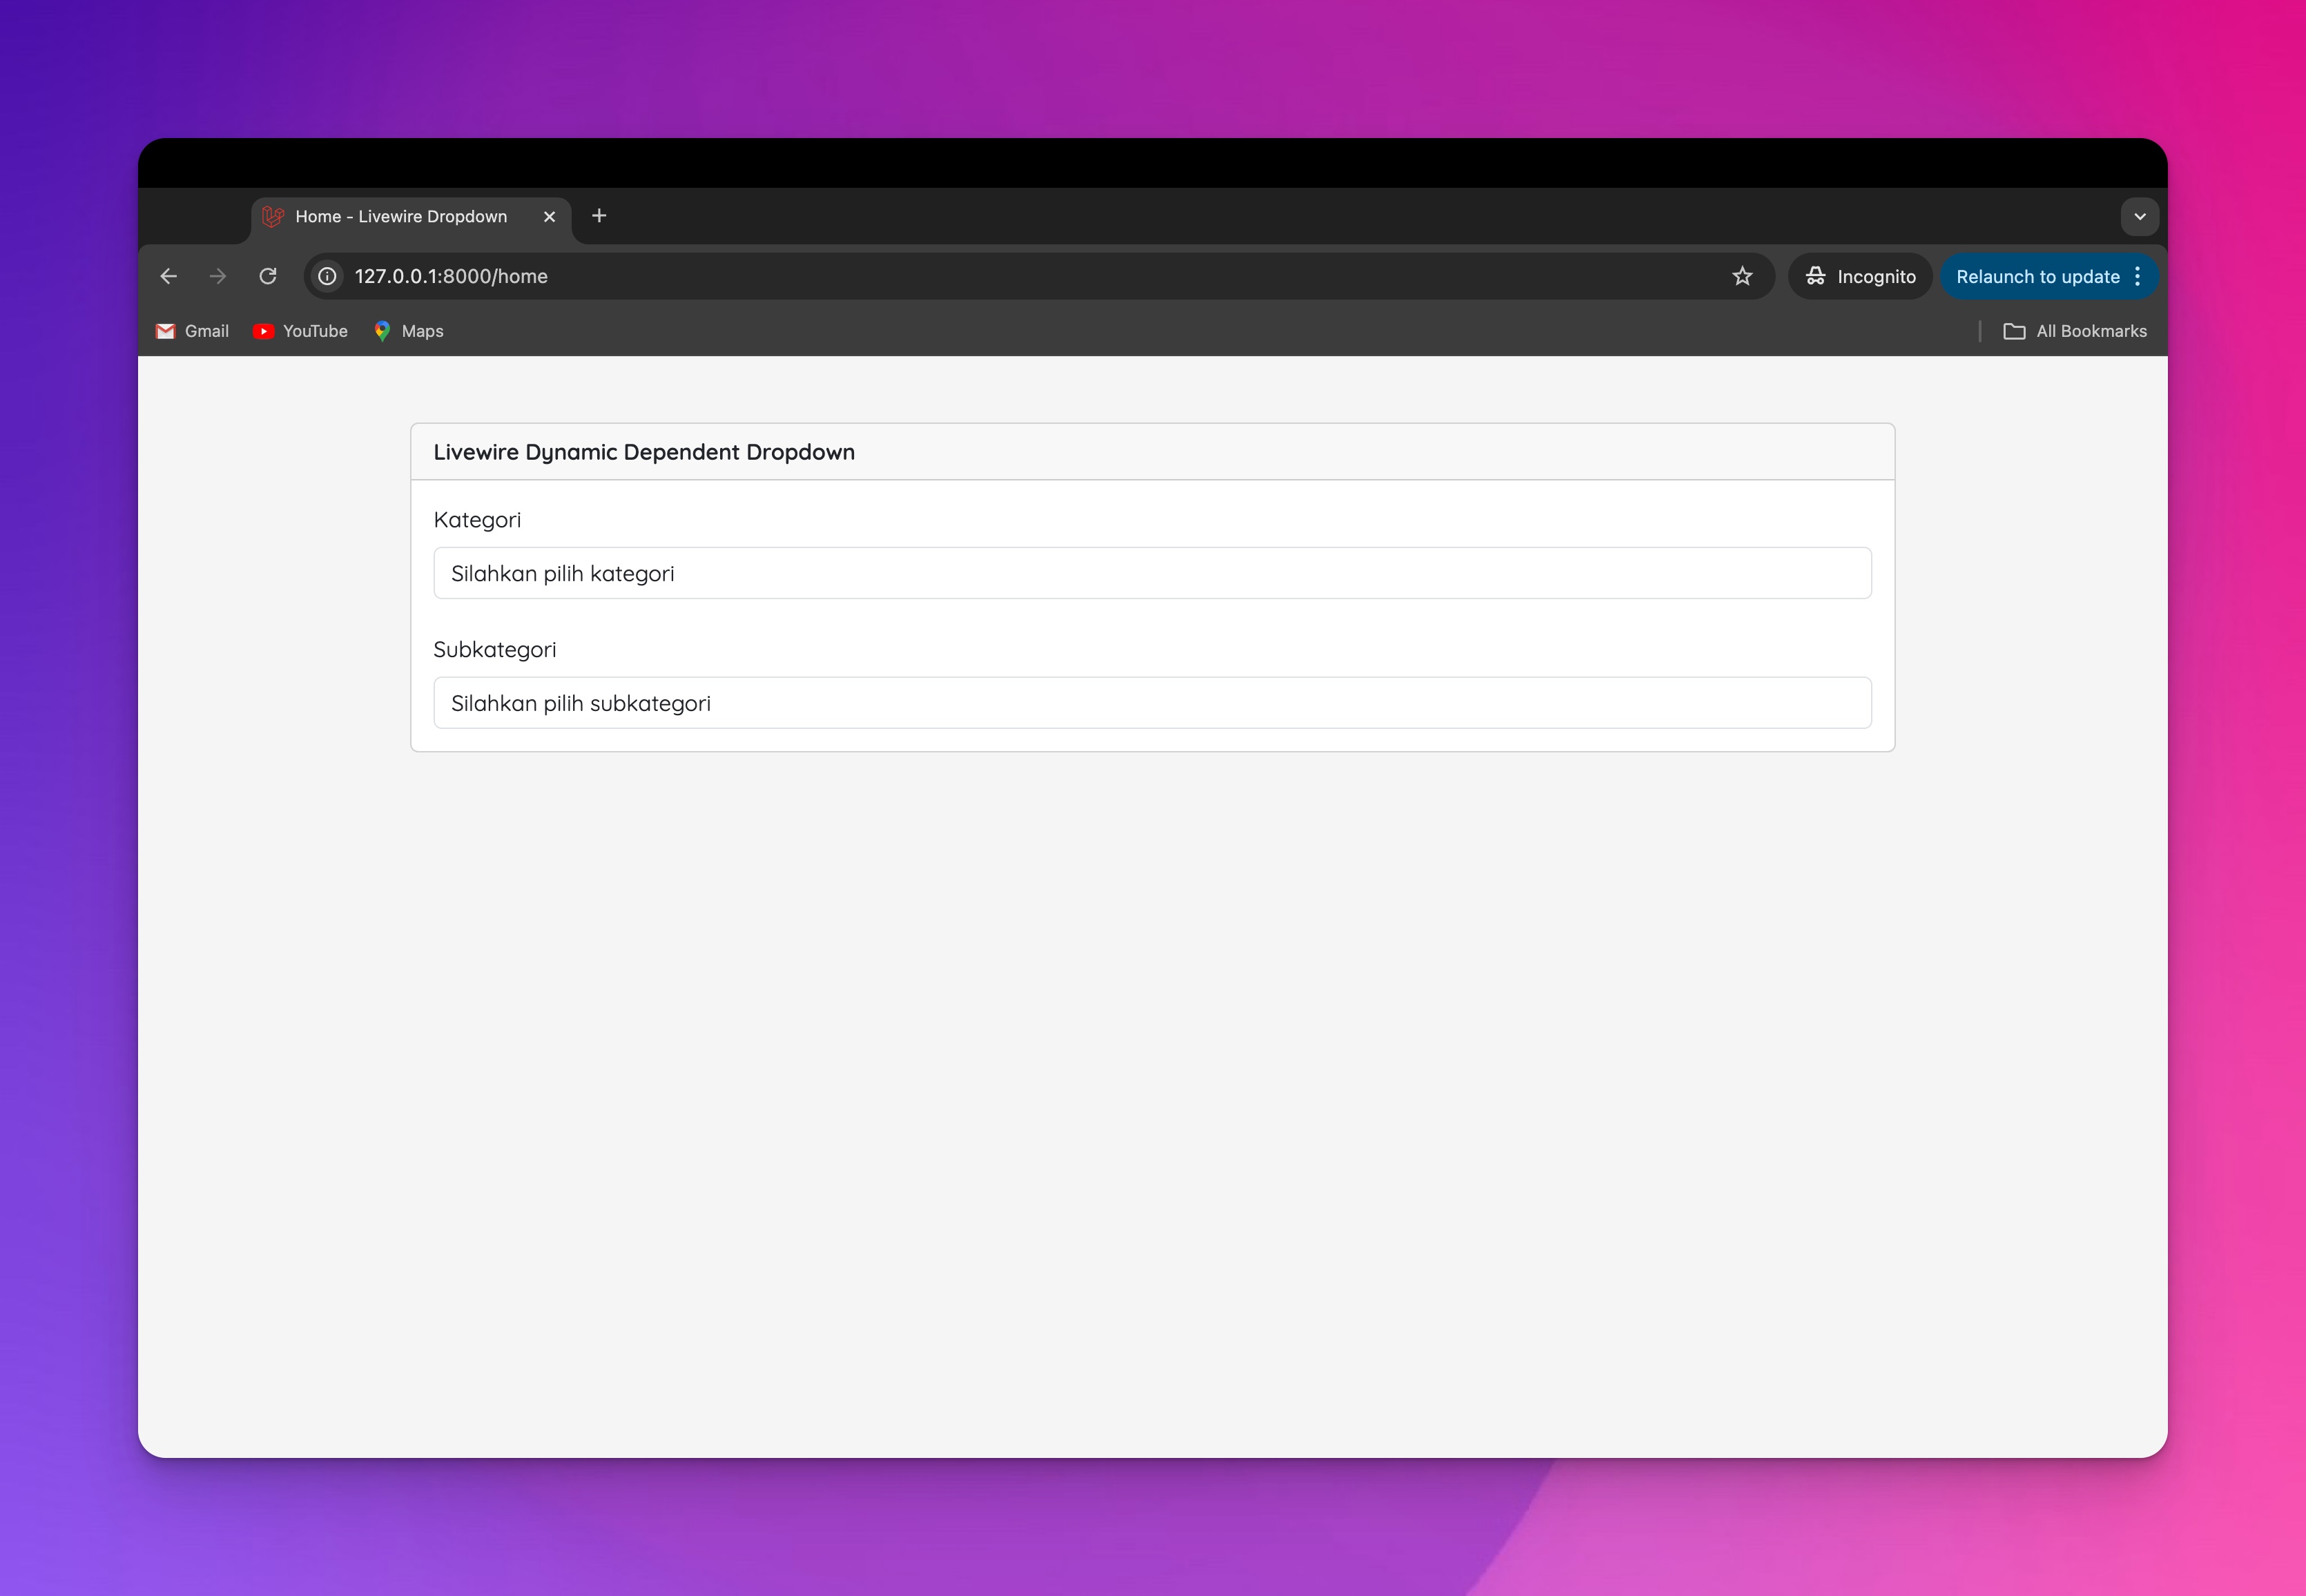 Home - Livewire Dropdown
127.0.0.1:8000/home
Incognito
Relaunch to update
Gmail
YouTube
Maps
All Bookmarks
Livewire Dynamic Dependent Dropdown
Kategori
Silahkan pilih kategori
Subkategori
Silahkan pilih subkategori